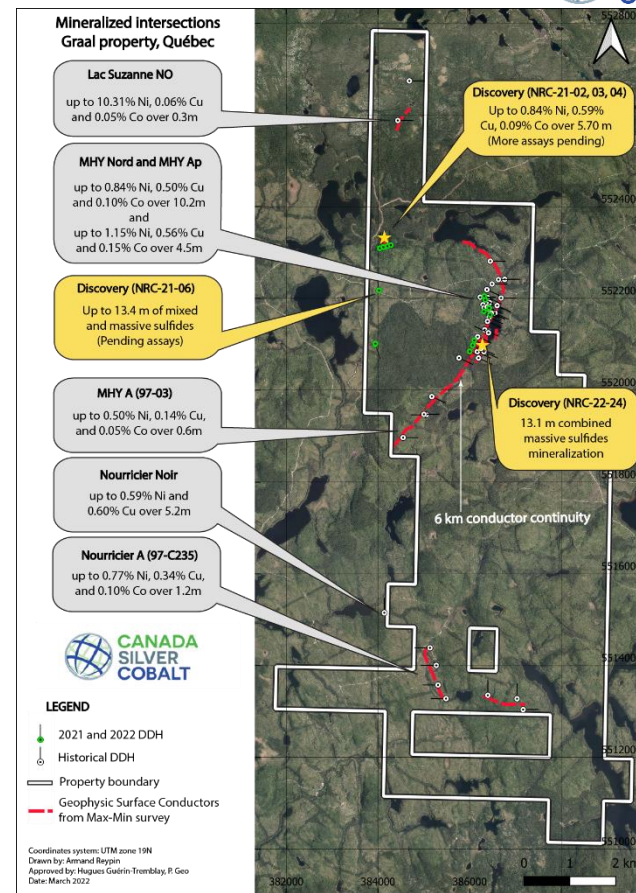 Mineralized intersections
Graal property, Québec
Lac Suzanne NO
up to 10.31% Ni, 0.06% Cu
and 0.05% Co over 0.3m
MHY Nord and MHY Ap
up to 0.84% Ni, 0.50% Cu
and 0.10% Co over 10.2m
and
up to 1.15% Ni, 0.56% Cu
and 0.15% Co over 4.5m
Discovery (NRC-21-06)
Up to 13.4 m of mixed
and massive sulfides
(Pending assays)
MHY A (97-03)
up to 0.50% Ni, 0.14% Cu,
and 0.05% Co over 0.6m
Nourricier Noir
up to 0.59% Ni and
0.60% Cu over 5.2m
Nourricier A (97-C235)
up to 0.77% Ni, 0.34% Cu,
and 0.10% Co over 1.2m
CANADA
SILVER
COBALT
LEGEND
2021 and 2022 DDH
Historical DDH
Property boundary
Geophysic Surface Conductors
from Max-Min survey
Coordinates system: UTM zone 19N
Drawn by: Armand Reypin
Approved by: Hugues Guérin-Tremblay, P. Geo
Date: March 2022
Discovery (NRC-21-02, 03, 04)
Up to 0.84% Ni, 0.59%
Cu, 0.09% Co over 5.70 m
(More assays pending)
Discovery (NRC-22-24)
13.1 m combined
massive sulfides
mineralization
6 km conductor continuity
5528000
5524000
5522000
5520000
5518000
5516000
5514000
5512000
5510000
382000
384000
386000
0 1 2 km